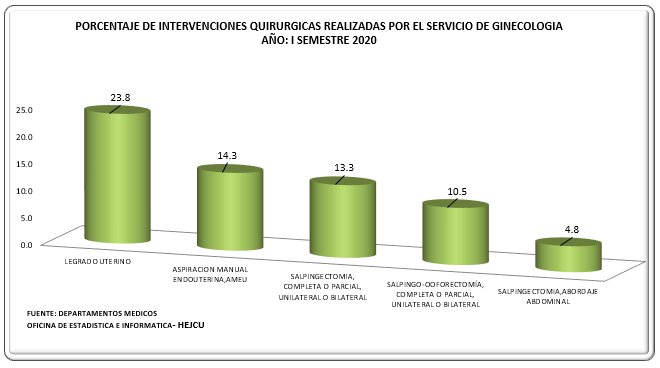 PORCENTAJE DE INTERVENCIONES QUIRURGICAS REALIZADAS POR EL SERVICIO DE GINECOLOGIA
AÑO: I SEMESTRE 2020
23.8
14.3
13.3
10.5
4.8
25.0
20.0
15.0
10.0
5.0
0.0
LEGRADO UTERINO
ASPIRACION MANUAL
ENDOUTERINA,AMEU
SALPINGECTOMIA,
COMPLETA O PARCIAL,
UNILATERAL O BILATERAL
SALPINGO-OOFORECTOMÍA,
COMPLETA O PARCIAL,
UNILATERAL O BILATERAL
SALPINGECTOMIA,ABORDAJE
ABDOMINAL
FUENTE: DEPARTAMENTOS MEDICOS
OFICINA DE ESTADISTICA E INFORMATICA- HEJCU